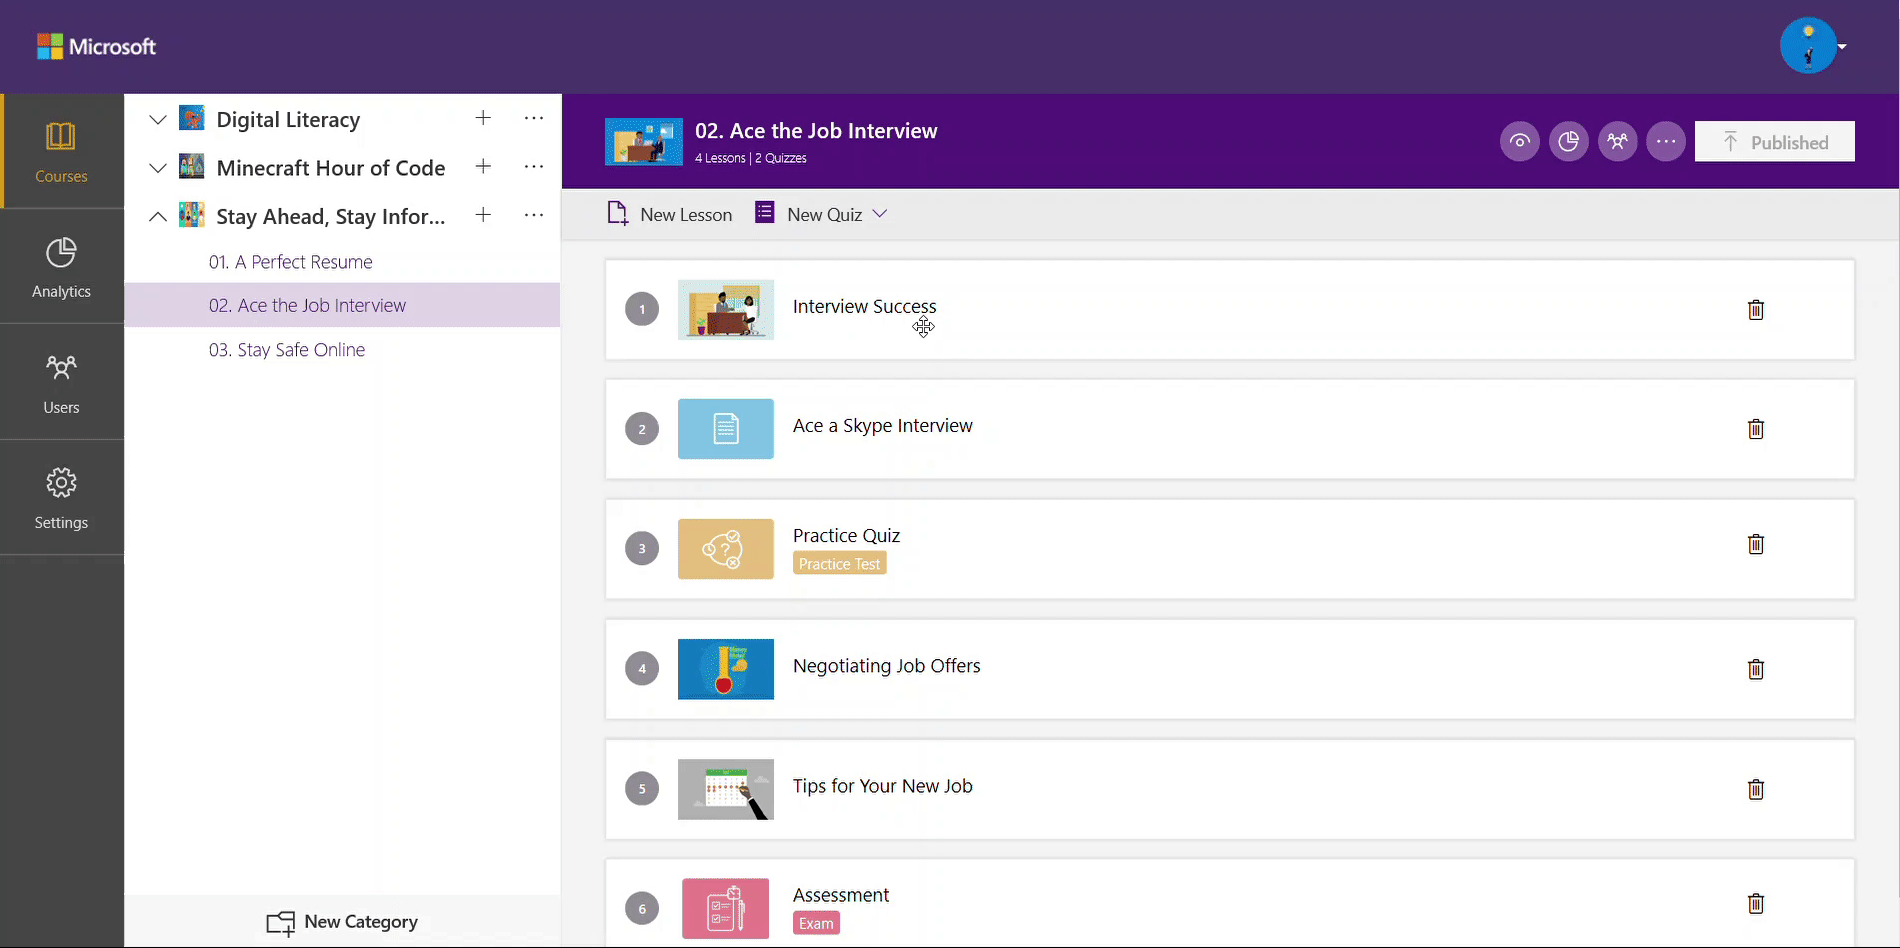 Microsoft
Courses
Analytics
Users
Settings
Digital Literacy
Minecraft Hour of Code
Stay Ahead, Stay Infor...
01. A Perfect Resume
02. Ace the Job Interview
03. Stay Safe Online
New Category
02. Ace the Job Interview
4 Lessons | 2 Quizzes
Published
New Lesson
New Quiz
1
Interview Success
2
Ace a Skype Interview
3
Practice Quiz
Practice Test
4
Negotiating Job Offers
5
Tips for Your New Job
6
Assessment
Exam